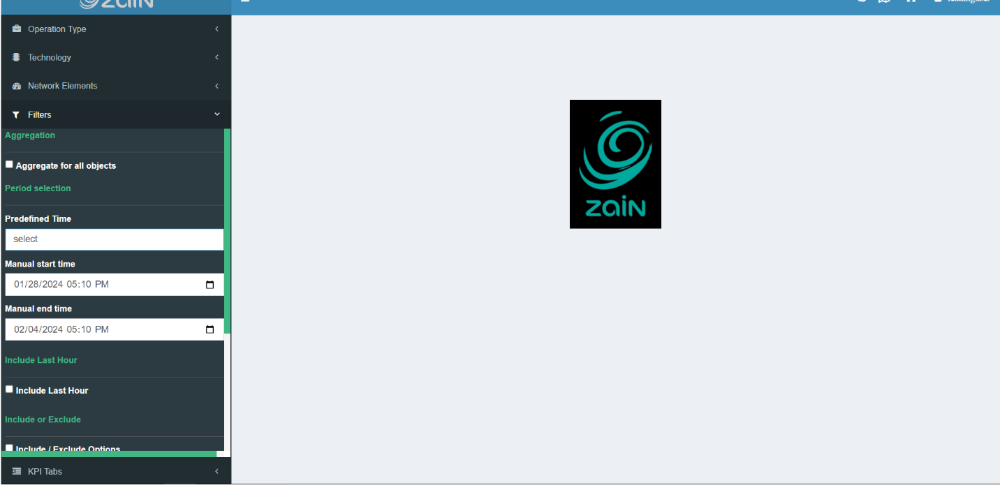 zain
Operation Type
Technology
Network Elements
Filters
Aggregation
Aggregate for all objects
Period selection
Predefined Time
select
Manual start time
01/28/2024 05:10 PM
Manual end time
02/04/2024 05:10 PM
Include Last Hour
Include Last Hour
Include or Exclude
Include / Exclude Options
KPI Tabs
zain